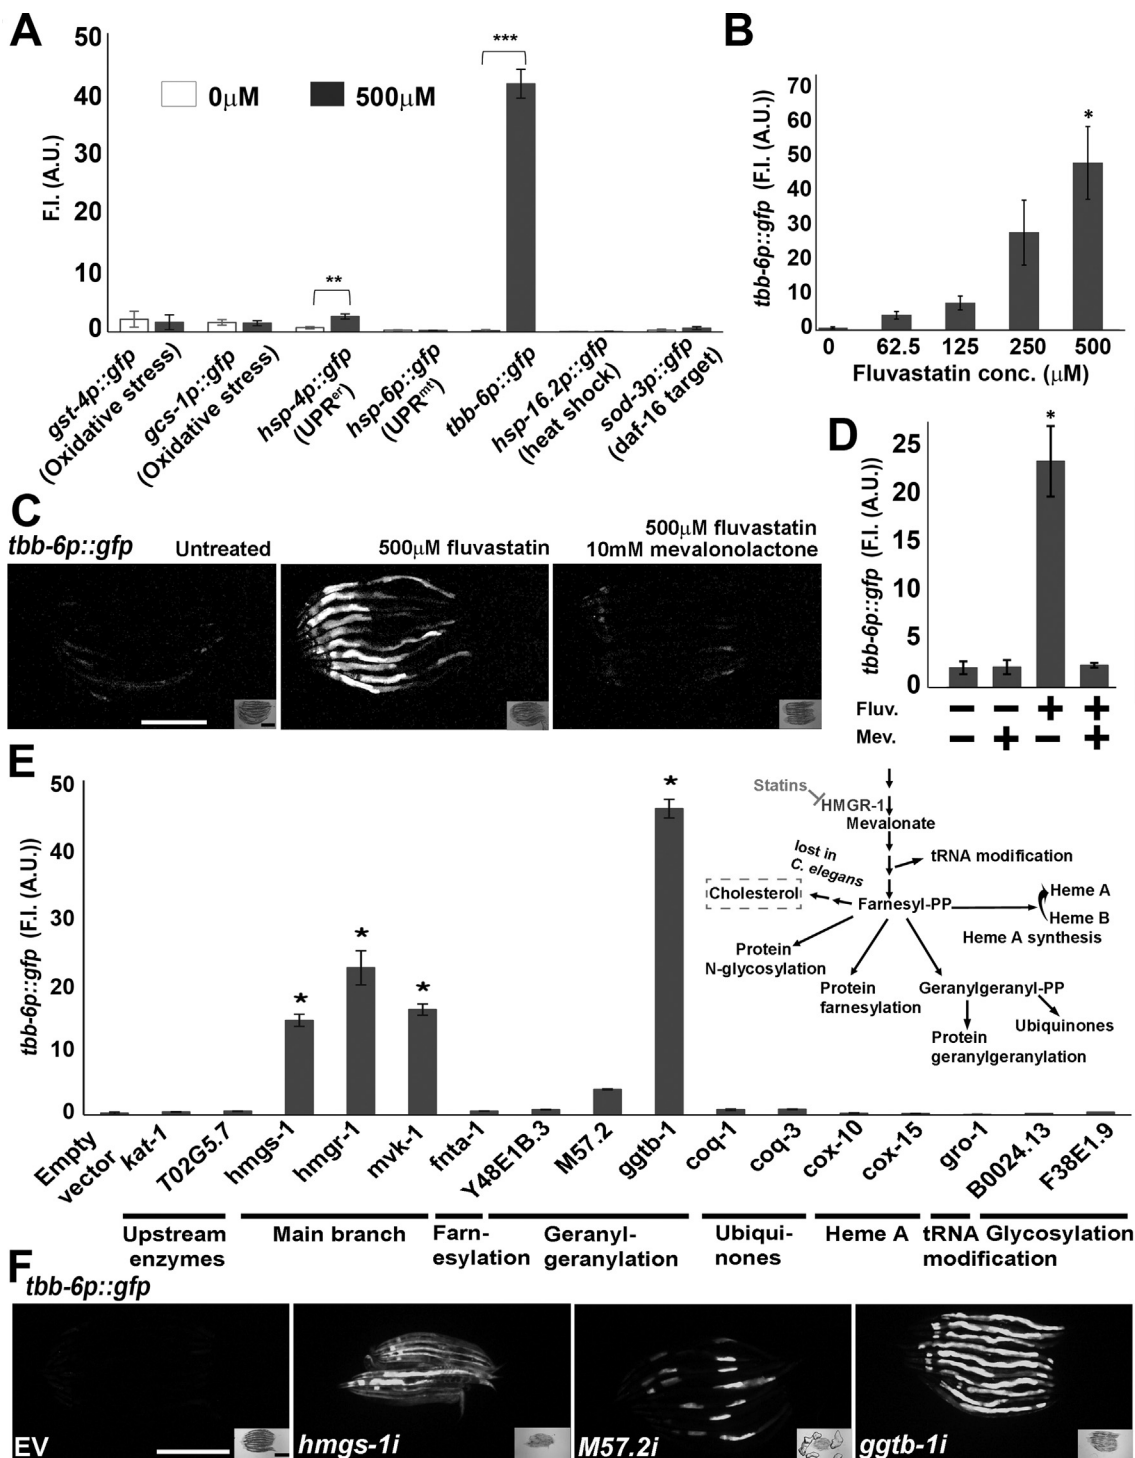 A
F.I. (A.U.)
50
40
30
20
10
0
0μM
500μM
***
**
gst-4p::gfp
(Oxidative stress)
gcs-1p::gfp
(Oxidative stress)
hsp-4p::gfp
(UPRer)
hsp-6p::gfp
(UPRmt)
tbb-6p::gfp
hsp-16.2p::gfp
(heat shock)
sod-3p::gfp
(daf-16 target)
B
tbb-6p::gfp (F.I. (A.U.))
70
60
50
40
30
20
10
0
*
0 62.5 125 250 500
Fluvastatin conc. (μM)
C
tbb-6p::gfp
Untreated
500μM fluvastatin
500μM fluvastatin
10mM mevalonolactone
D
tbb-6p::gfp (F.I. (A.U.))
25
20
15
10
5
0
*
Fluv. − − + +
Mev. − + − +
E
tbb-6p::gfp (F.I. (A.U.))
50
40
30
20
10
0
*
*
*
*
Empty
vector
kat-1
T02G5.7
hmgs-1
hmgr-1
mvk-1
fnta-1
Y48E1B.3
M57.2
ggtb-1
coq-1
coq-3
cox-10
cox-15
gro-1
B0024.13
F38E1.9
Upstream
enzymes
Main branch
Farn-
esylation
Geranyl-
geranylation
Ubiqui-
nones
Heme A
tRNA
modification
Glycosylation
Statins
HMGR-1
Mevalonate
tRNA modification
lost in
C. elegans
Cholesterol
Farnesyl-PP
Heme A
Heme B
Heme A synthesis
Protein
N-glycosylation
Protein
farnesylation
Geranylgeranyl-PP
Ubiquinones
Protein
geranylgeranylation
F
tbb-6p::gfp
EV
hmgs-1i
M57.2i
ggtb-1i